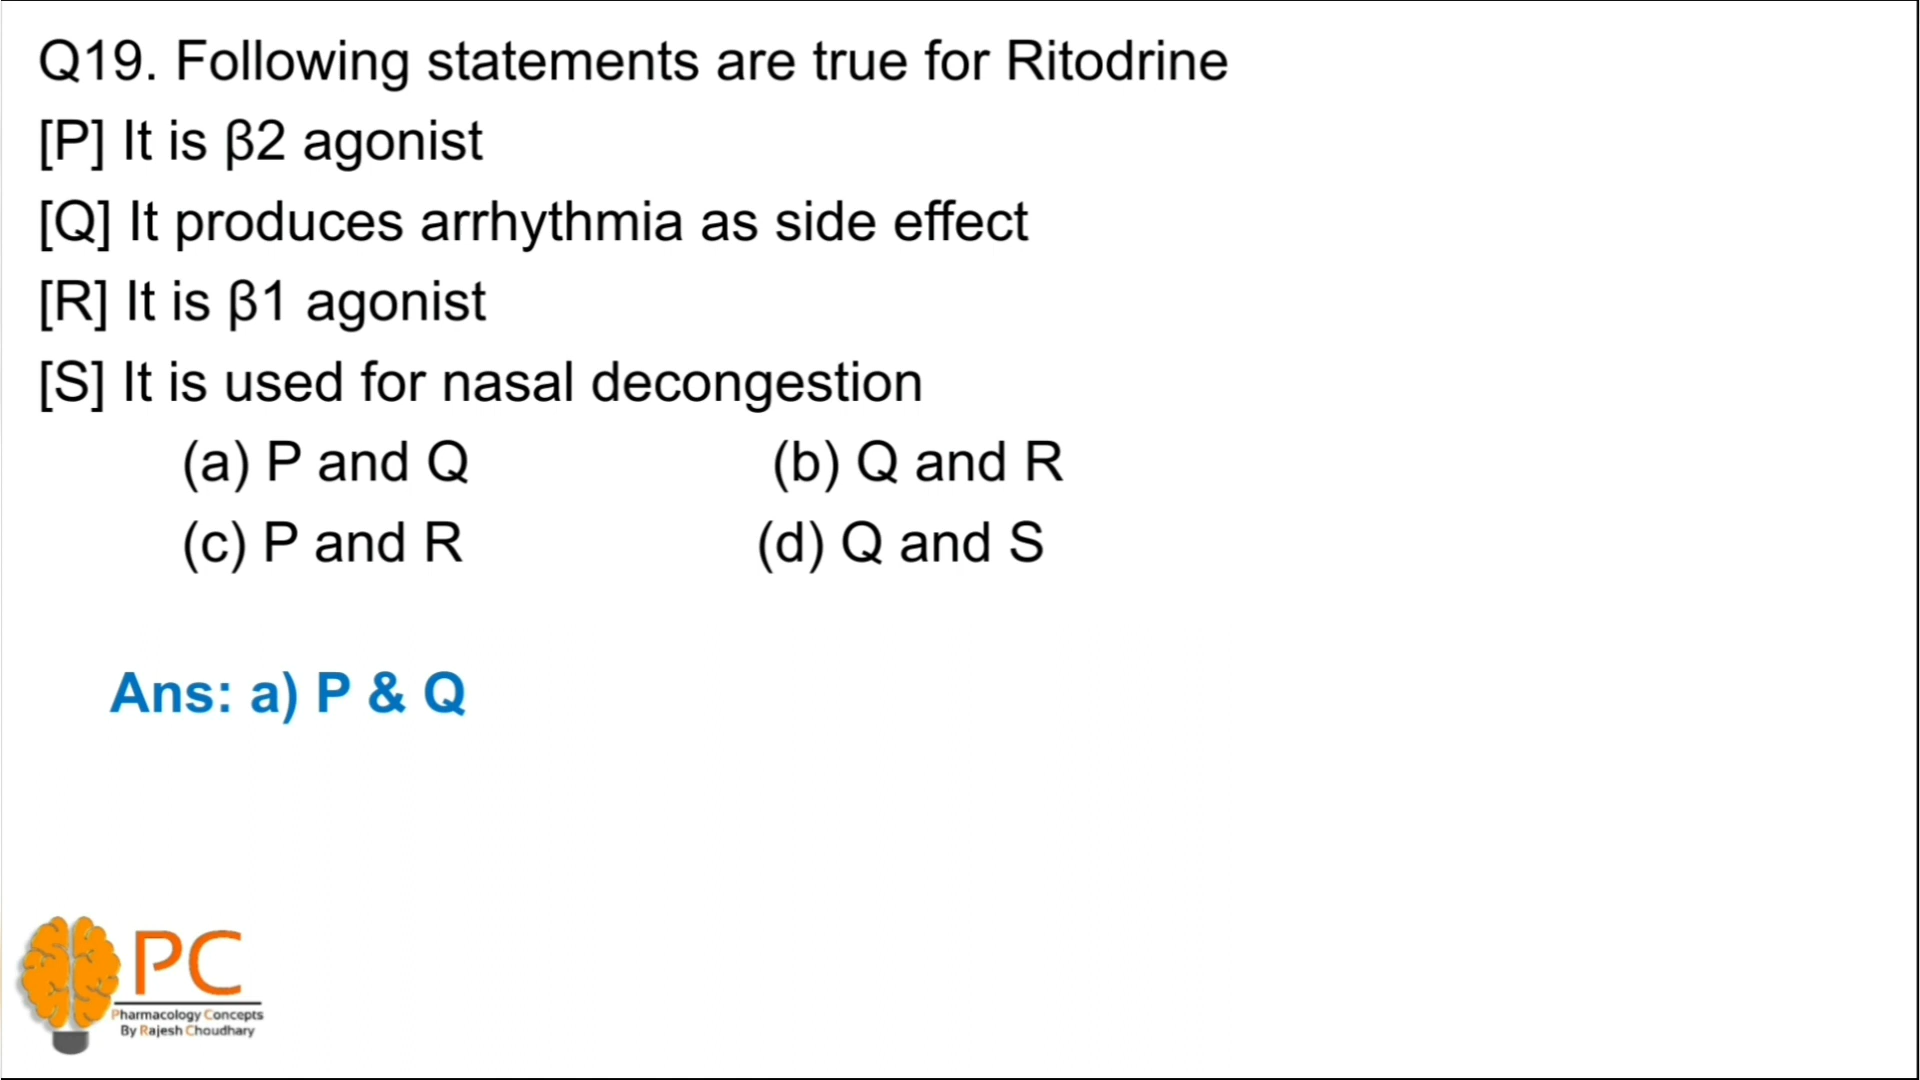 Q19. Following statements are true for Ritodrine
[P] It is β2 agonist
[Q] It produces arrhythmia as side effect
[R] It is β1 agonist
[S] It is used for nasal decongestion
(a) P and Q (b) Q and R
(c) P and R (d) Q and S
Ans: a) P & Q
PC
Pharmacology Concepts
By Rajesh Choudhary